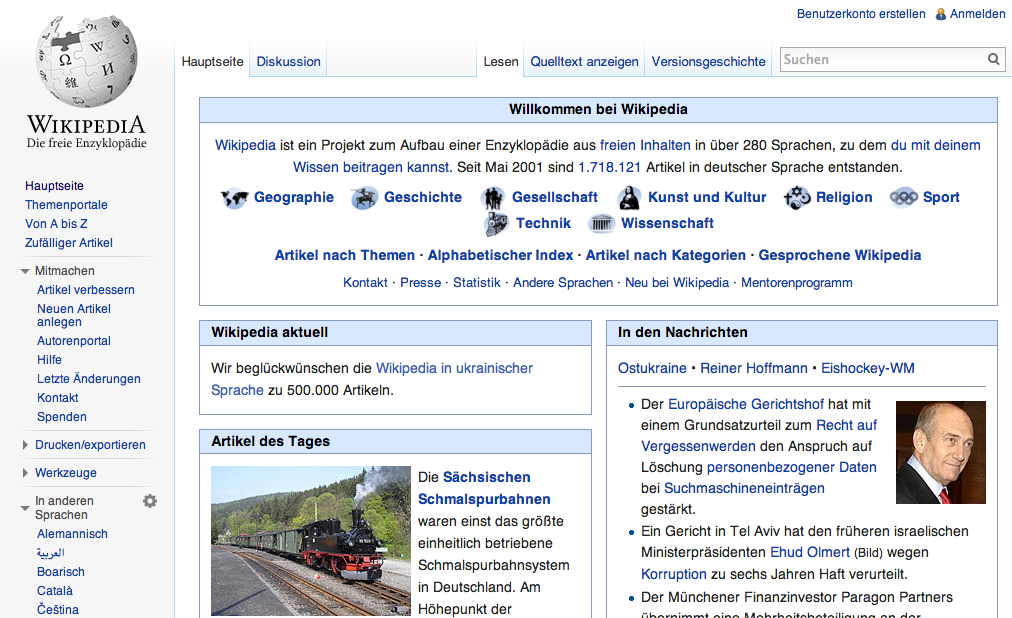 Benutzerkonto erstellen Anmelden
Hauptseite Diskussion Lesen Quelltext anzeigen Versionsgeschichte Suchen
WIKIPEDIA
Die freie Enzyklopädie
Hauptseite
Themenportale
Von A bis Z
Zufälliger Artikel
Mitmachen
Artikel verbessern
Neuen Artikel
anlegen
Autorenportal
Hilfe
Letzte Änderungen
Kontakt
Spenden
Drucken/exportieren
Werkzeuge
In anderen
Sprachen
Alemannisch
العربية
Boarisch
Català
Čeština
Willkommen bei Wikipedia
Wikipedia ist ein Projekt zum Aufbau einer Enzyklopädie aus freien Inhalten in über 280 Sprachen, zu dem du mit deinem
Wissen beitragen kannst. Seit Mai 2001 sind 1.718.121 Artikel in deutscher Sprache entstanden.
Geographie Geschichte Gesellschaft Kunst und Kultur Religion Sport
Technik Wissenschaft
Artikel nach Themen · Alphabetischer Index · Artikel nach Kategorien · Gesprochene Wikipedia
Kontakt · Presse · Statistik · Andere Sprachen · Neu bei Wikipedia · Mentorenprogramm
Wikipedia aktuell
Wir beglückwünschen die Wikipedia in ukrainischer
Sprache zu 500.000 Artikeln.
Artikel des Tages
Die Sächsischen
Schmalspurbahnen
waren einst das größte
einheitlich betriebene
Schmalspurbahnsystem
in Deutschland. Am
Höhepunkt der
In den Nachrichten
Ostukraine • Reiner Hoffmann • Eishockey-WM
• Der Europäische Gerichtshof hat mit
einem Grundsatzurteil zum Recht auf
Vergessenwerden den Anspruch auf
Löschung personenbezogener Daten
bei Suchmaschineneinträgen
gestärkt.
• Ein Gericht in Tel Aviv hat den früheren israelischen
Ministerpräsidenten Ehud Olmert (Bild) wegen
Korruption zu sechs Jahren Haft verurteilt.
• Der Münchener Finanzinvestor Paragon Partners
übernimmt eine Mehrheitsbeteiligung an der